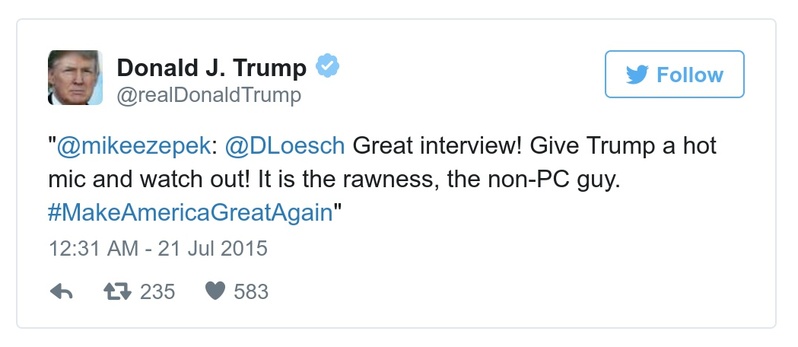 Donald J. Trump
@realDonaldTrump
Follow
"@mikeezepek: @DLoesch Great interview! Give Trump a hot
mic and watch out! It is the rawness, the non-PC guy.
#MakeAmericaGreatAgain"
12:31 AM - 21 Jul 2015
235 583